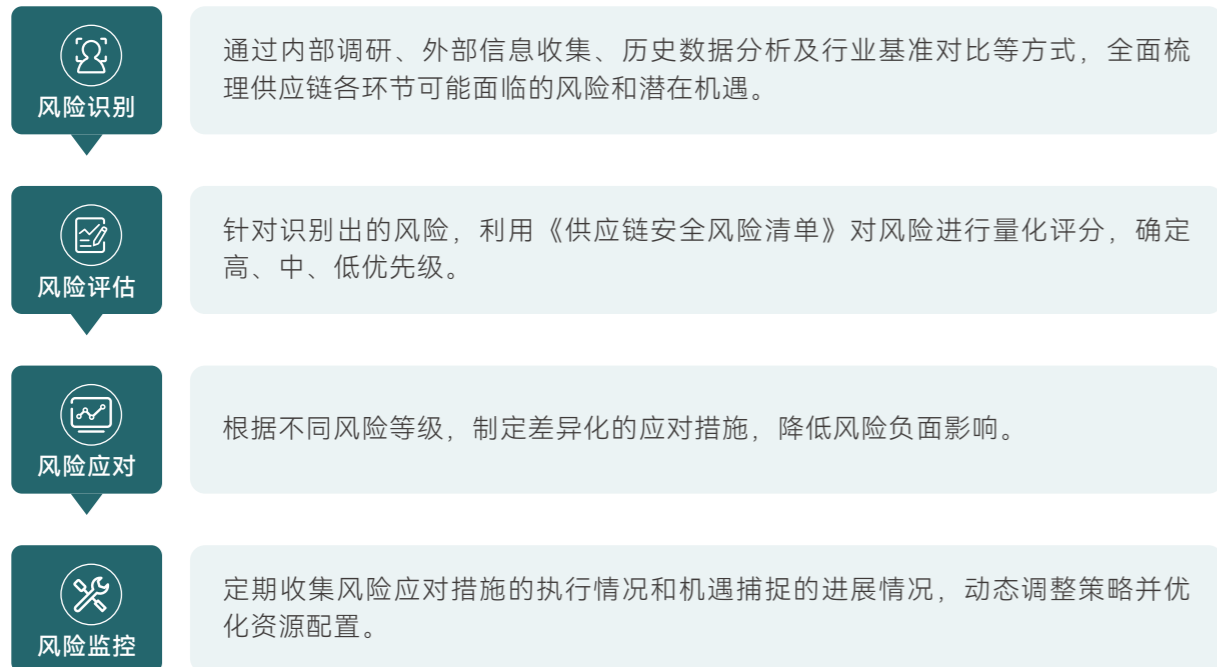 风险识别
通过内部调研、外部信息收集、历史数据分析及行业基准对比等方式，全面梳
理供应链各环节可能面临的风险和潜在机遇。
风险评估
针对识别出的风险，利用《供应链安全风险清单》对风险进行量化评分，确定
高、中、低优先级。
风险应对
根据不同风险等级，制定差异化的应对措施，降低风险负面影响。
风险监控
定期收集风险应对措施的执行情况和机遇捕捉的进展情况，动态调整策略并优
化资源配置。